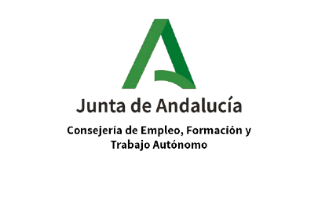 Junta de Andalucía
Consejería de Empleo, Formación y
Trabajo Autónomo